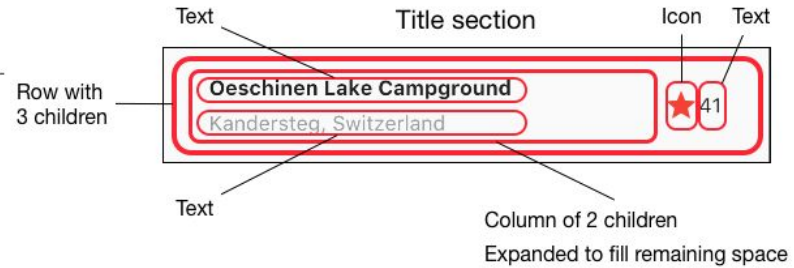 Text
Title section
Icon
Text
Row with
3 children
Oeschinen Lake Campground
41
Kandersteg, Switzerland
Text
Column of 2 children
Expanded to fill remaining space